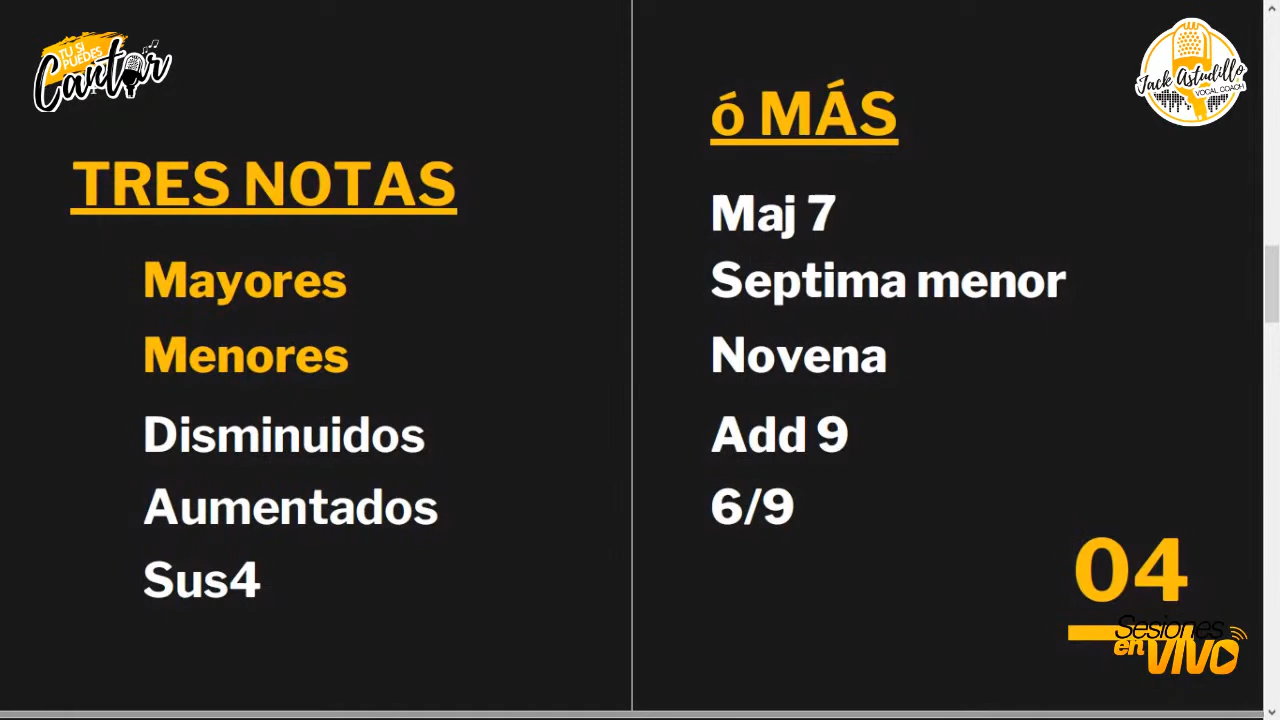 TU SI
PUEDES
Cantar
TRES NOTAS
Mayores
Menores
Disminuidos
Aumentados
Sus4
ó MÁS
Maj 7
Septima menor
Novena
Add 9
6/9
Jack Astudillo
VOCAL COACH
04
Sesiones
en VIVO